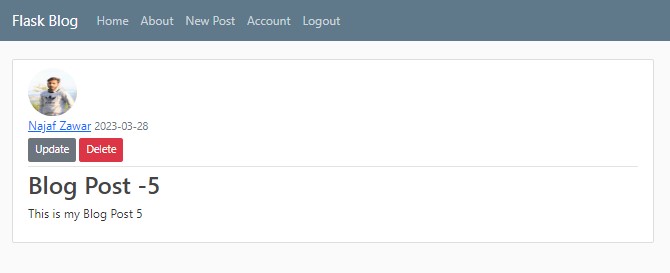 Flask Blog Home About New Post Account Logout
Najaf Zawar 2023-03-28
Update Delete
Blog Post -5
This is my Blog Post 5